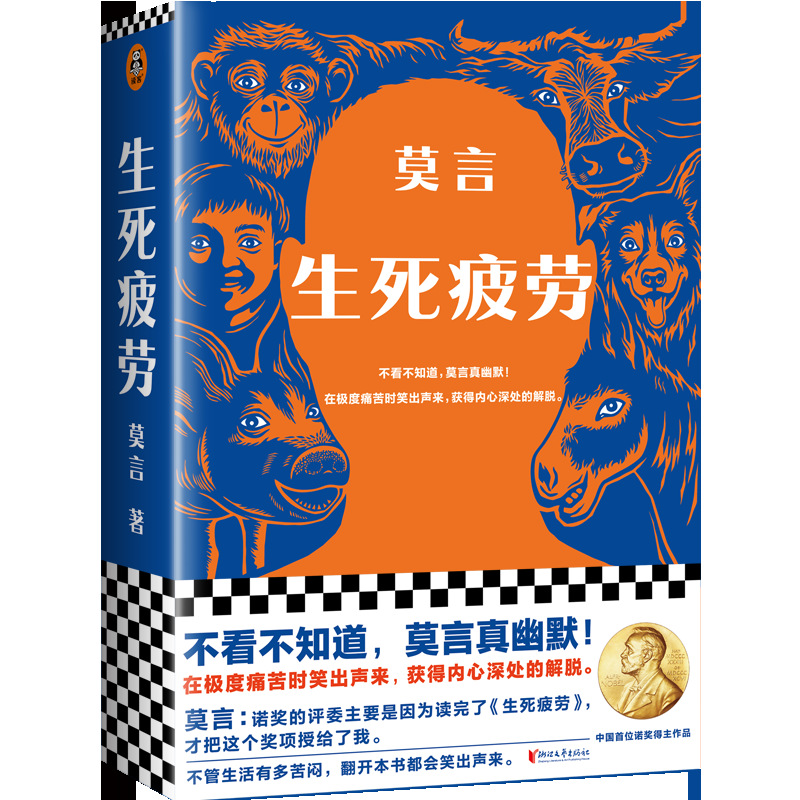 读客
生死疲劳
莫言 著
莫言
生死疲劳
不看不知道，莫言真幽默！
在极度痛苦时笑出声来，获得内心深处的解脱。
不看不知道，莫言真幽默！
在极度痛苦时笑出声来，获得内心深处的解脱。
莫言：诺奖的评委主要是因为读完了《生死疲劳》，
才把这个奖项授给了我。
不管生活有多苦闷，翻开本书都会笑出声来。
浙江文艺出版社
中国首位诺奖得主作品